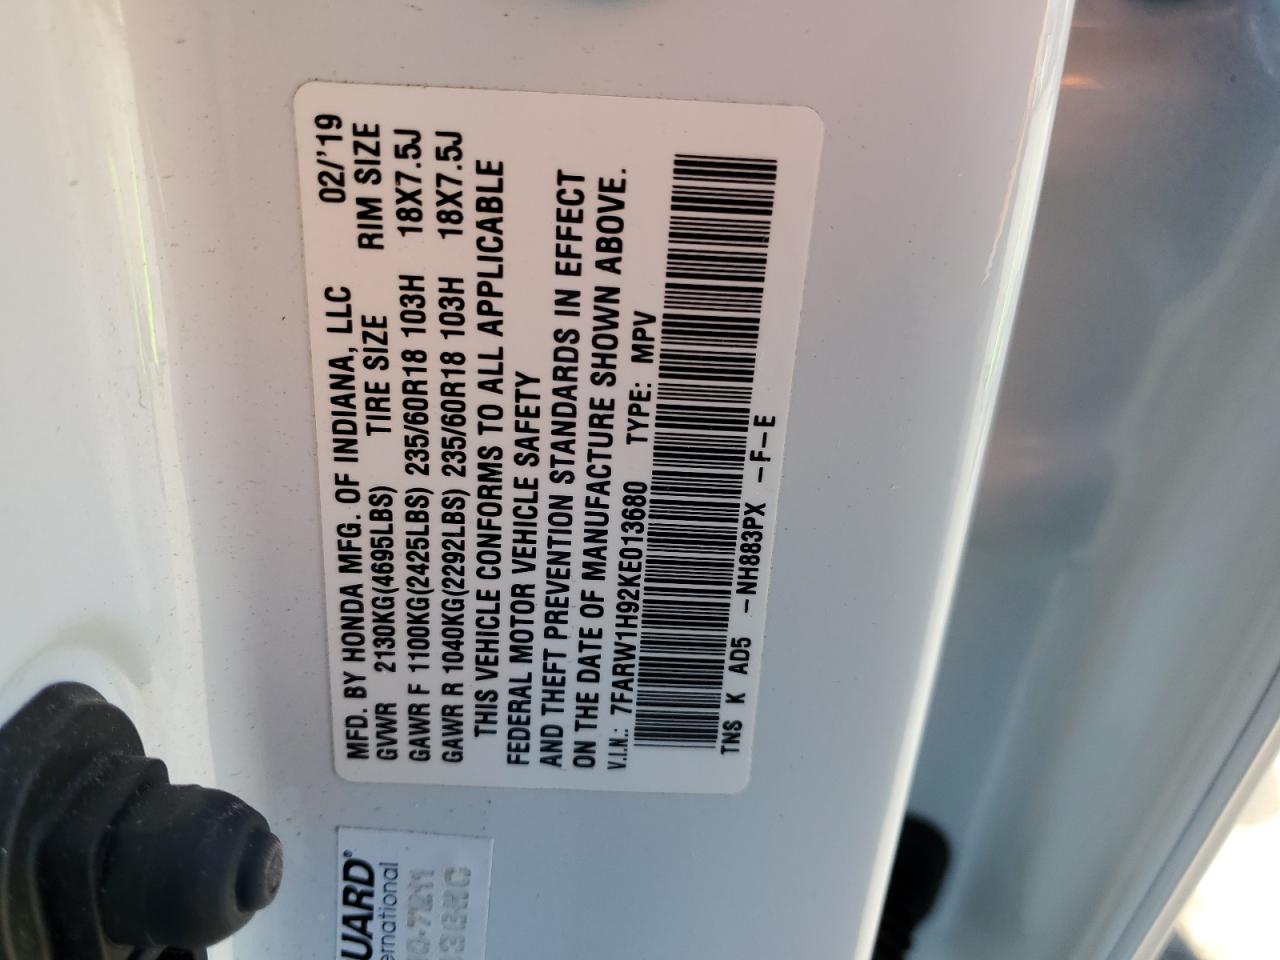 MFD. BY HONDA MFG. OF INDIANA, LLC 02/'19
GVWR 2130KG(4695LBS) TIRE SIZE RIM SIZE
GAWR F 1100KG(2425LBS) 235/60R18 103H 18X7.5J
GAWR R 1040KG(2292LBS) 235/60R18 103H 18X7.5J
THIS VEHICLE CONFORMS TO ALL APPLICABLE
FEDERAL MOTOR VEHICLE SAFETY
AND THEFT PREVENTION STANDARDS IN EFFECT
ON THE DATE OF MANUFACTURE SHOWN ABOVE.
V.I.N.: 7FARW1H92KE013680 TYPE: MPV
TNS K AD5 -NH883PX -F-E
UARD®
ernational